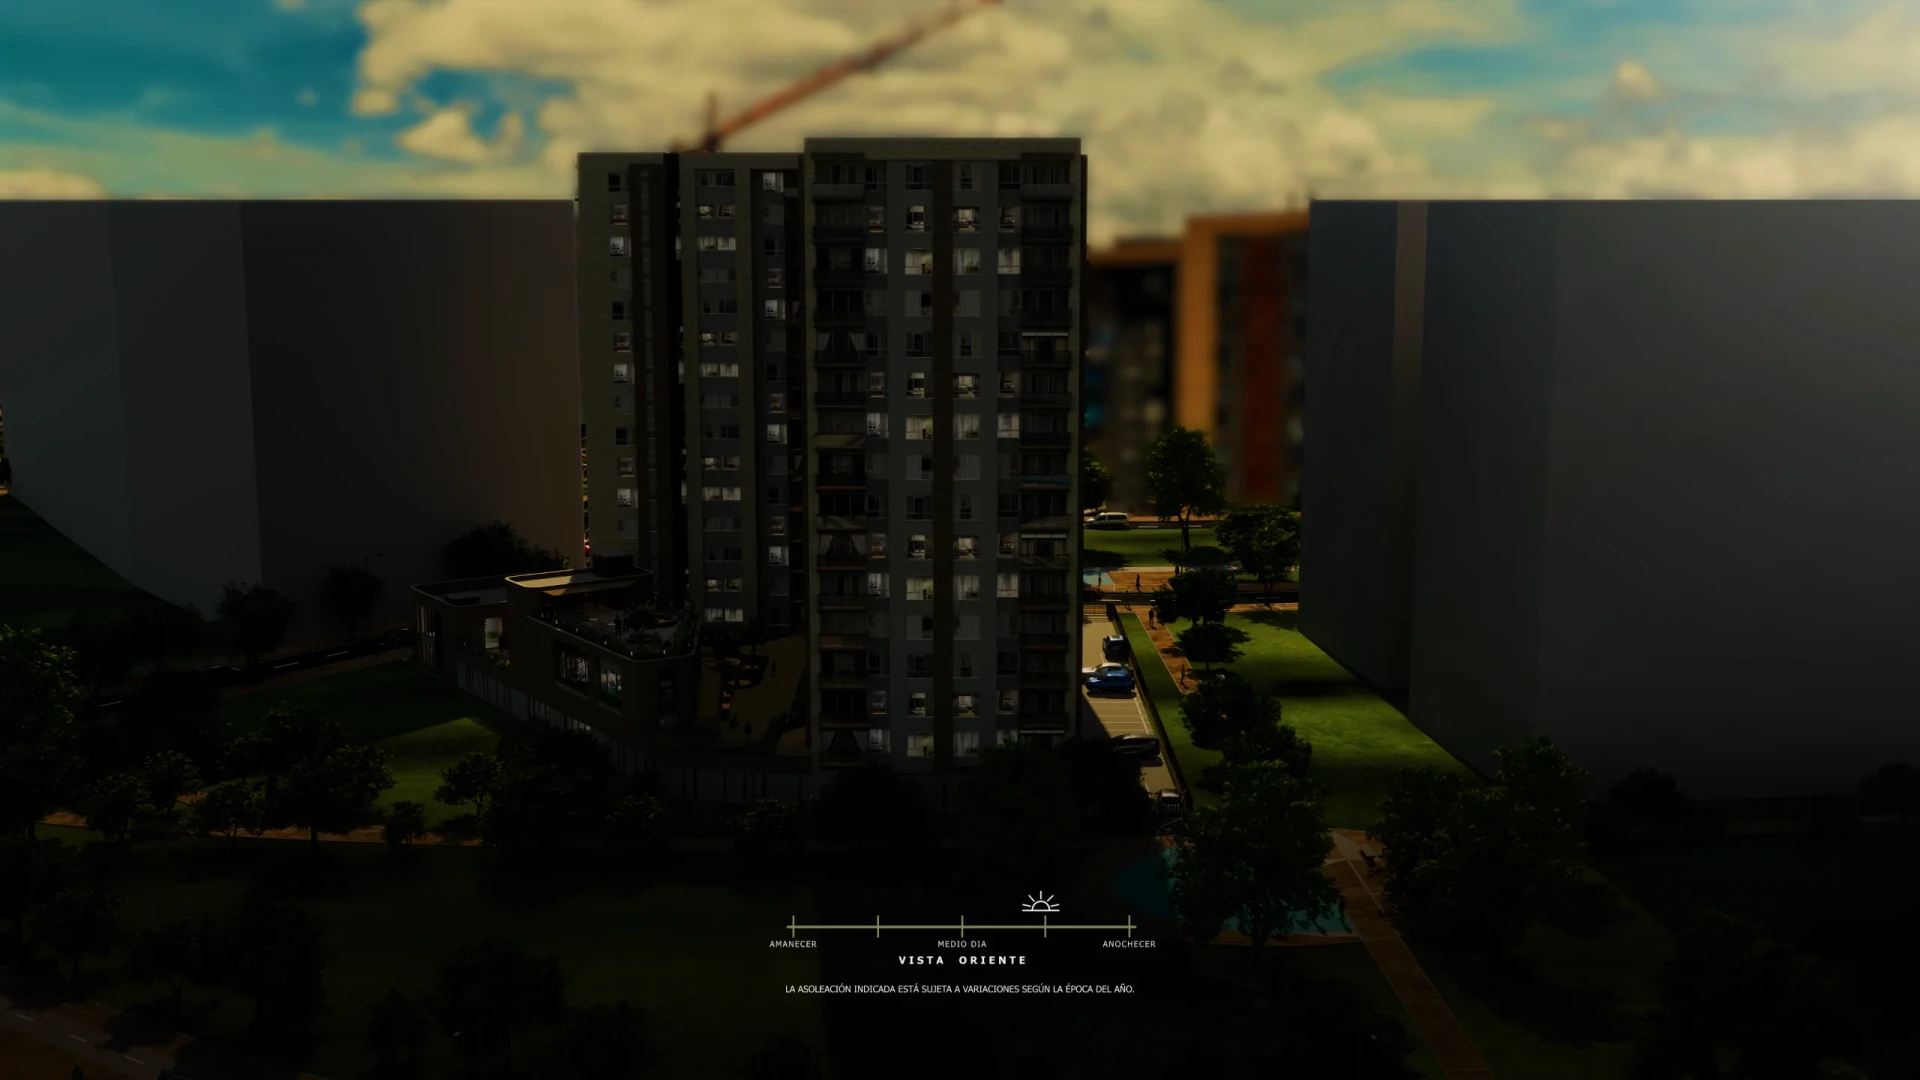 AMANECER MEDIO DIA ANOCHECER
VISTA ORIENTE
LA ASOLEACIÓN INDICADA ESTÁ SUJETA A VARIACIONES SEGÚN LA ÉPOCA DEL AÑO.